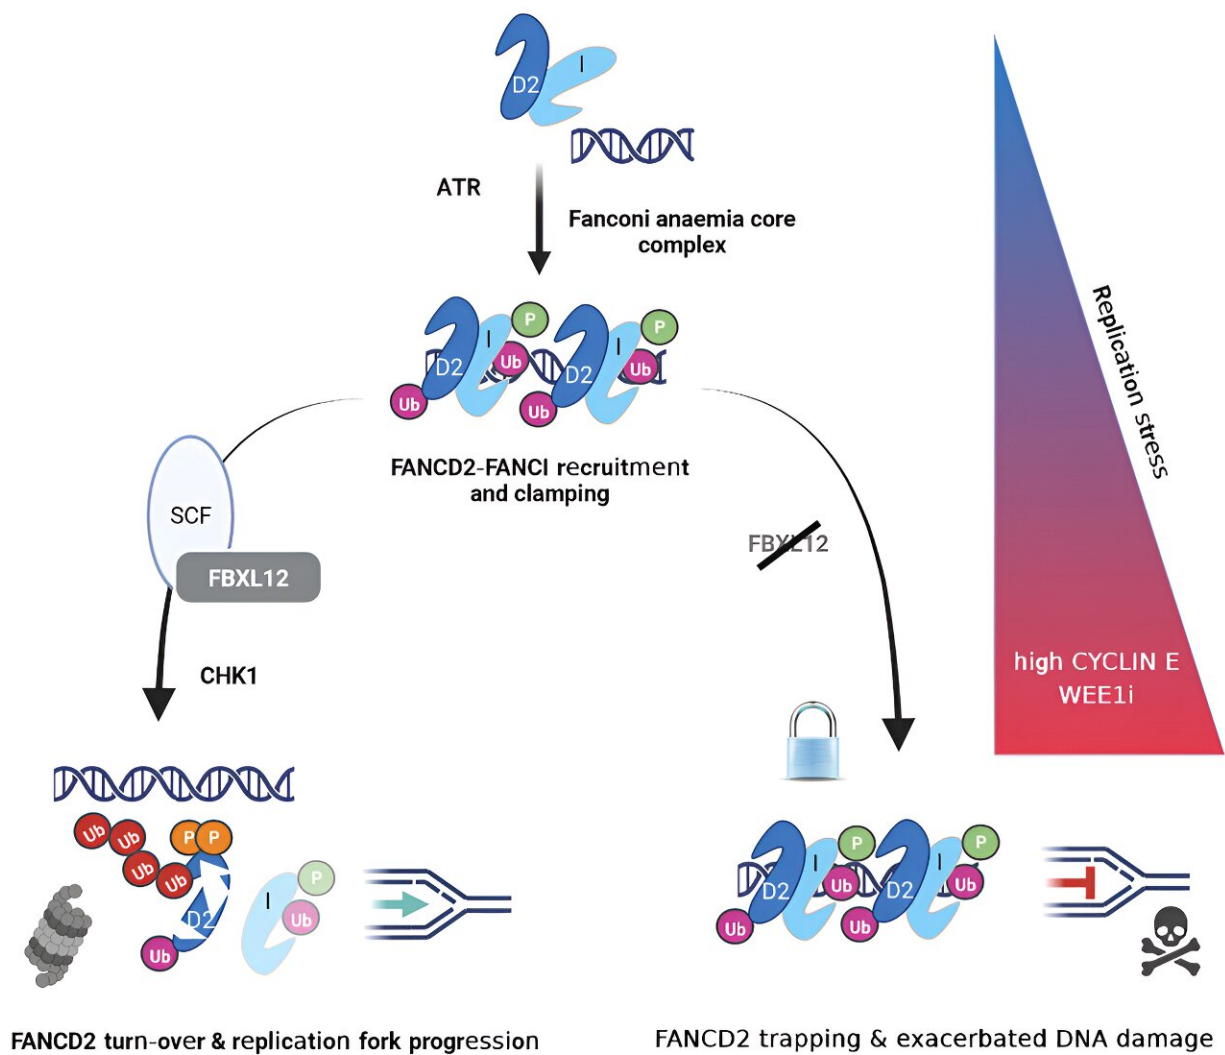 D2
I
ATR
Fanconi anaemia core
complex
P
P
I
I
Ub
Ub
D2
D2
Ub
Ub
FANCD2-FANCI recruitment
and clamping
Replication stress
SCF
FBXL12
FBXL12
CHK1
high CYCLIN E
WEE1i
Ub
Ub
Ub
Ub
P
P
D2
Ub
I
P
Ub
I
P
I
P
D2
Ub
D2
Ub
Ub
Ub
FANCD2 turn-over & replication fork progression
FANCD2 trapping & exacerbated DNA damage